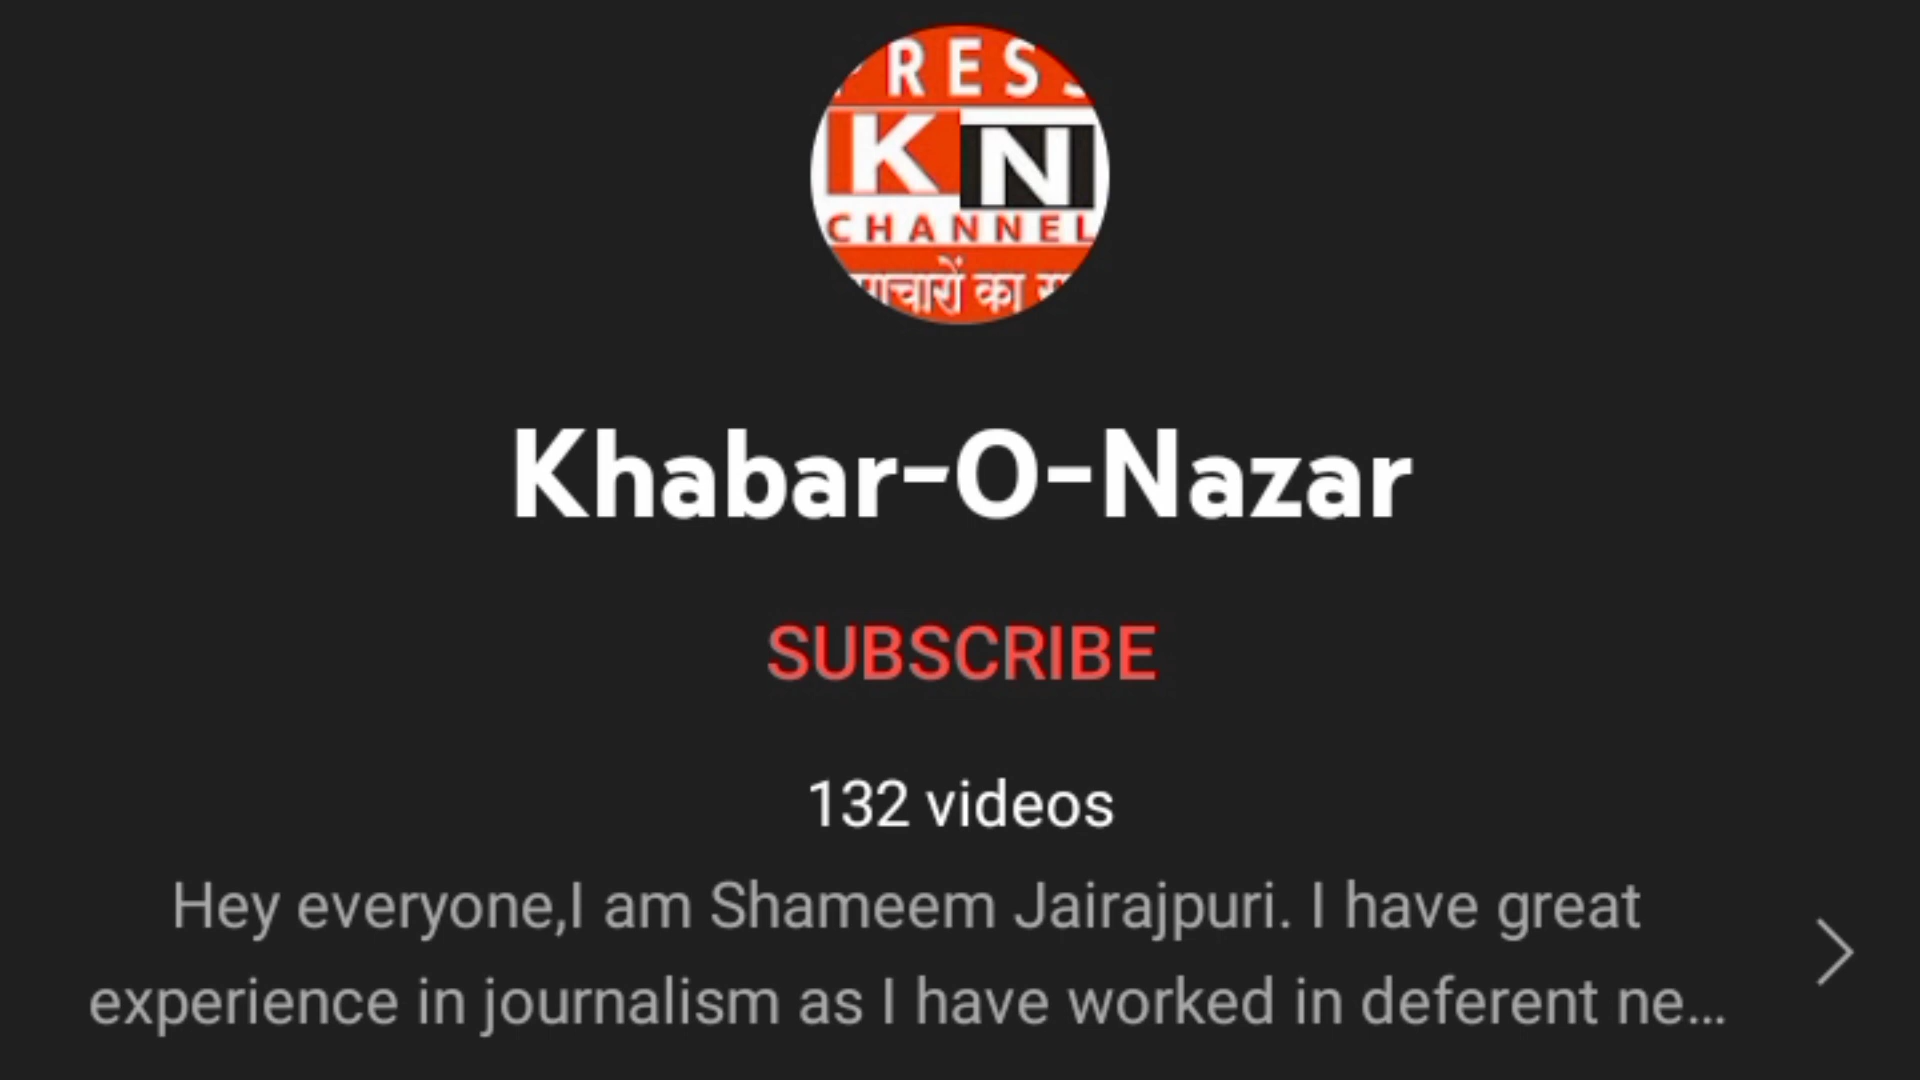 PRESS
KN
CHANNEL
का
Khabar-O-Nazar
SUBSCRIBE
132 videos
Hey everyone,I am Shameem Jairajpuri. I have great
experience in journalism as I have worked in deferent ne...